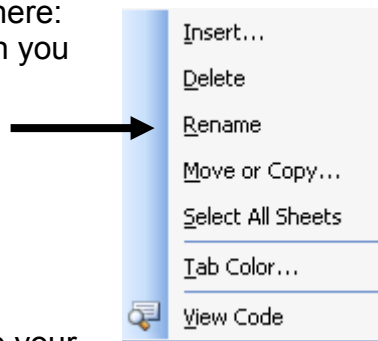 here:
Insert...
n you
Delete
Rename
Move or Copy...
Select All Sheets
Tab Color...
View Code
your